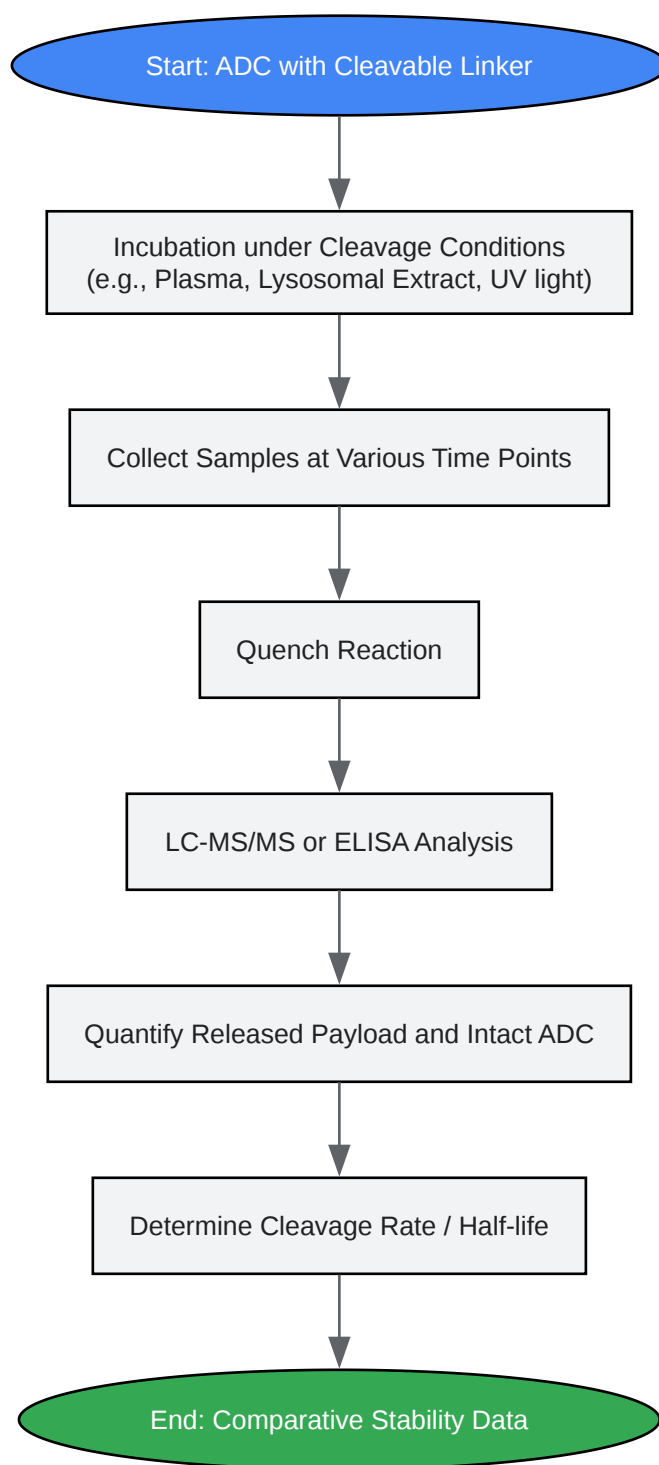 Start: ADC with Cleavable Linker
Incubation under Cleavage Conditions
(e.g., Plasma, Lysosomal Extract, UV light)
Collect Samples at Various Time Points
Quench Reaction
LC-MS/MS or ELISA Analysis
Quantify Released Payload and Intact ADC
Determine Cleavage Rate / Half-life
End: Comparative Stability Data